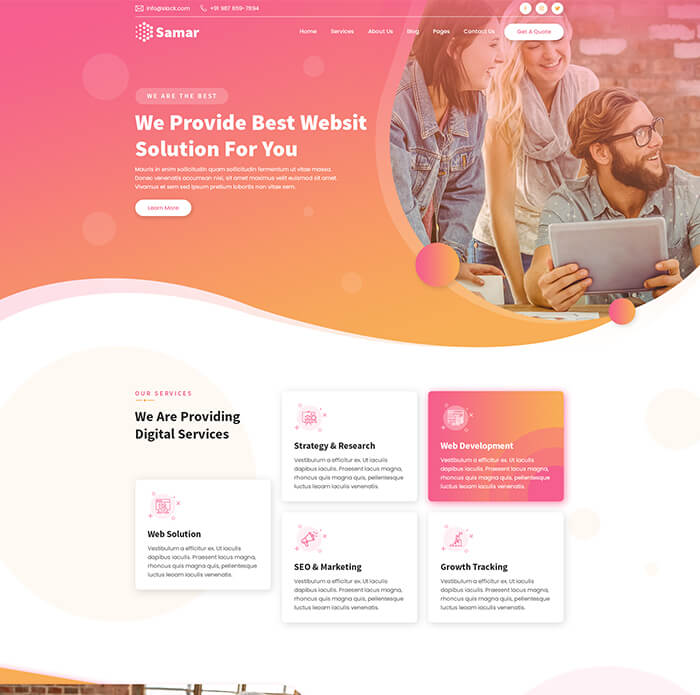 info@slack.com +91 987 659-7894
Samar
Home Services About Us Blog Pages Contact Get A Quote
WE ARE THE BEST
We Provide Best Websit
Solution For You
Mauris in enim sollicitudin quam sollicitudin fermentum ut vitae massa.
Donec venenatis accumsan nisl, sit amet maximus velit euismod sit amet
Vivamus et sem sed ipsum pretium lobortis non vitae sem.
Learn More
OUR SERVICES
We Are Providing
Digital Services
Strategy & Research
Vestibulum a efficitur ex. Ut iaculis
dapibus iaculis. Praesent lacus magna,
rhoncus quis magna quis, pellentesque
luctus leoam iaculis venenatis.
Web Development
Vestibulum a efficitur ex. Ut iaculis
dapibus iaculis. Praesent lacus magna,
rhoncus quis magna quis, pellentesque
luctus leoam iaculis venenatis.
Web Solution
Vestibulum a efficitur ex. Ut iaculis
dapibus iaculis. Praesent lacus magna,
rhoncus quis magna quis, pellentesque
luctus leoam iaculis venenatis.
SEO & Marketing
Vestibulum a efficitur ex. Ut iaculis
dapibus iaculis. Praesent lacus magna,
rhoncus quis magna quis, pellentesque
luctus leoam iaculis venenatis.
Growth Tracking
Vestibulum a efficitur ex. Ut iaculis
dapibus iaculis. Praesent lacus magna,
rhoncus quis magna quis, pellentesque
luctus leoam iaculis venenatis.